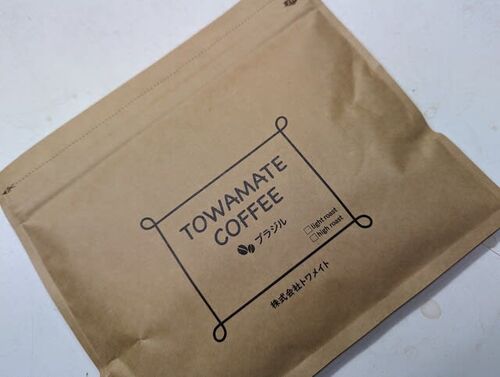 TOWAMATE
COFFEE
ブラジル
□light roast
□high roast
株式会社トワメイト